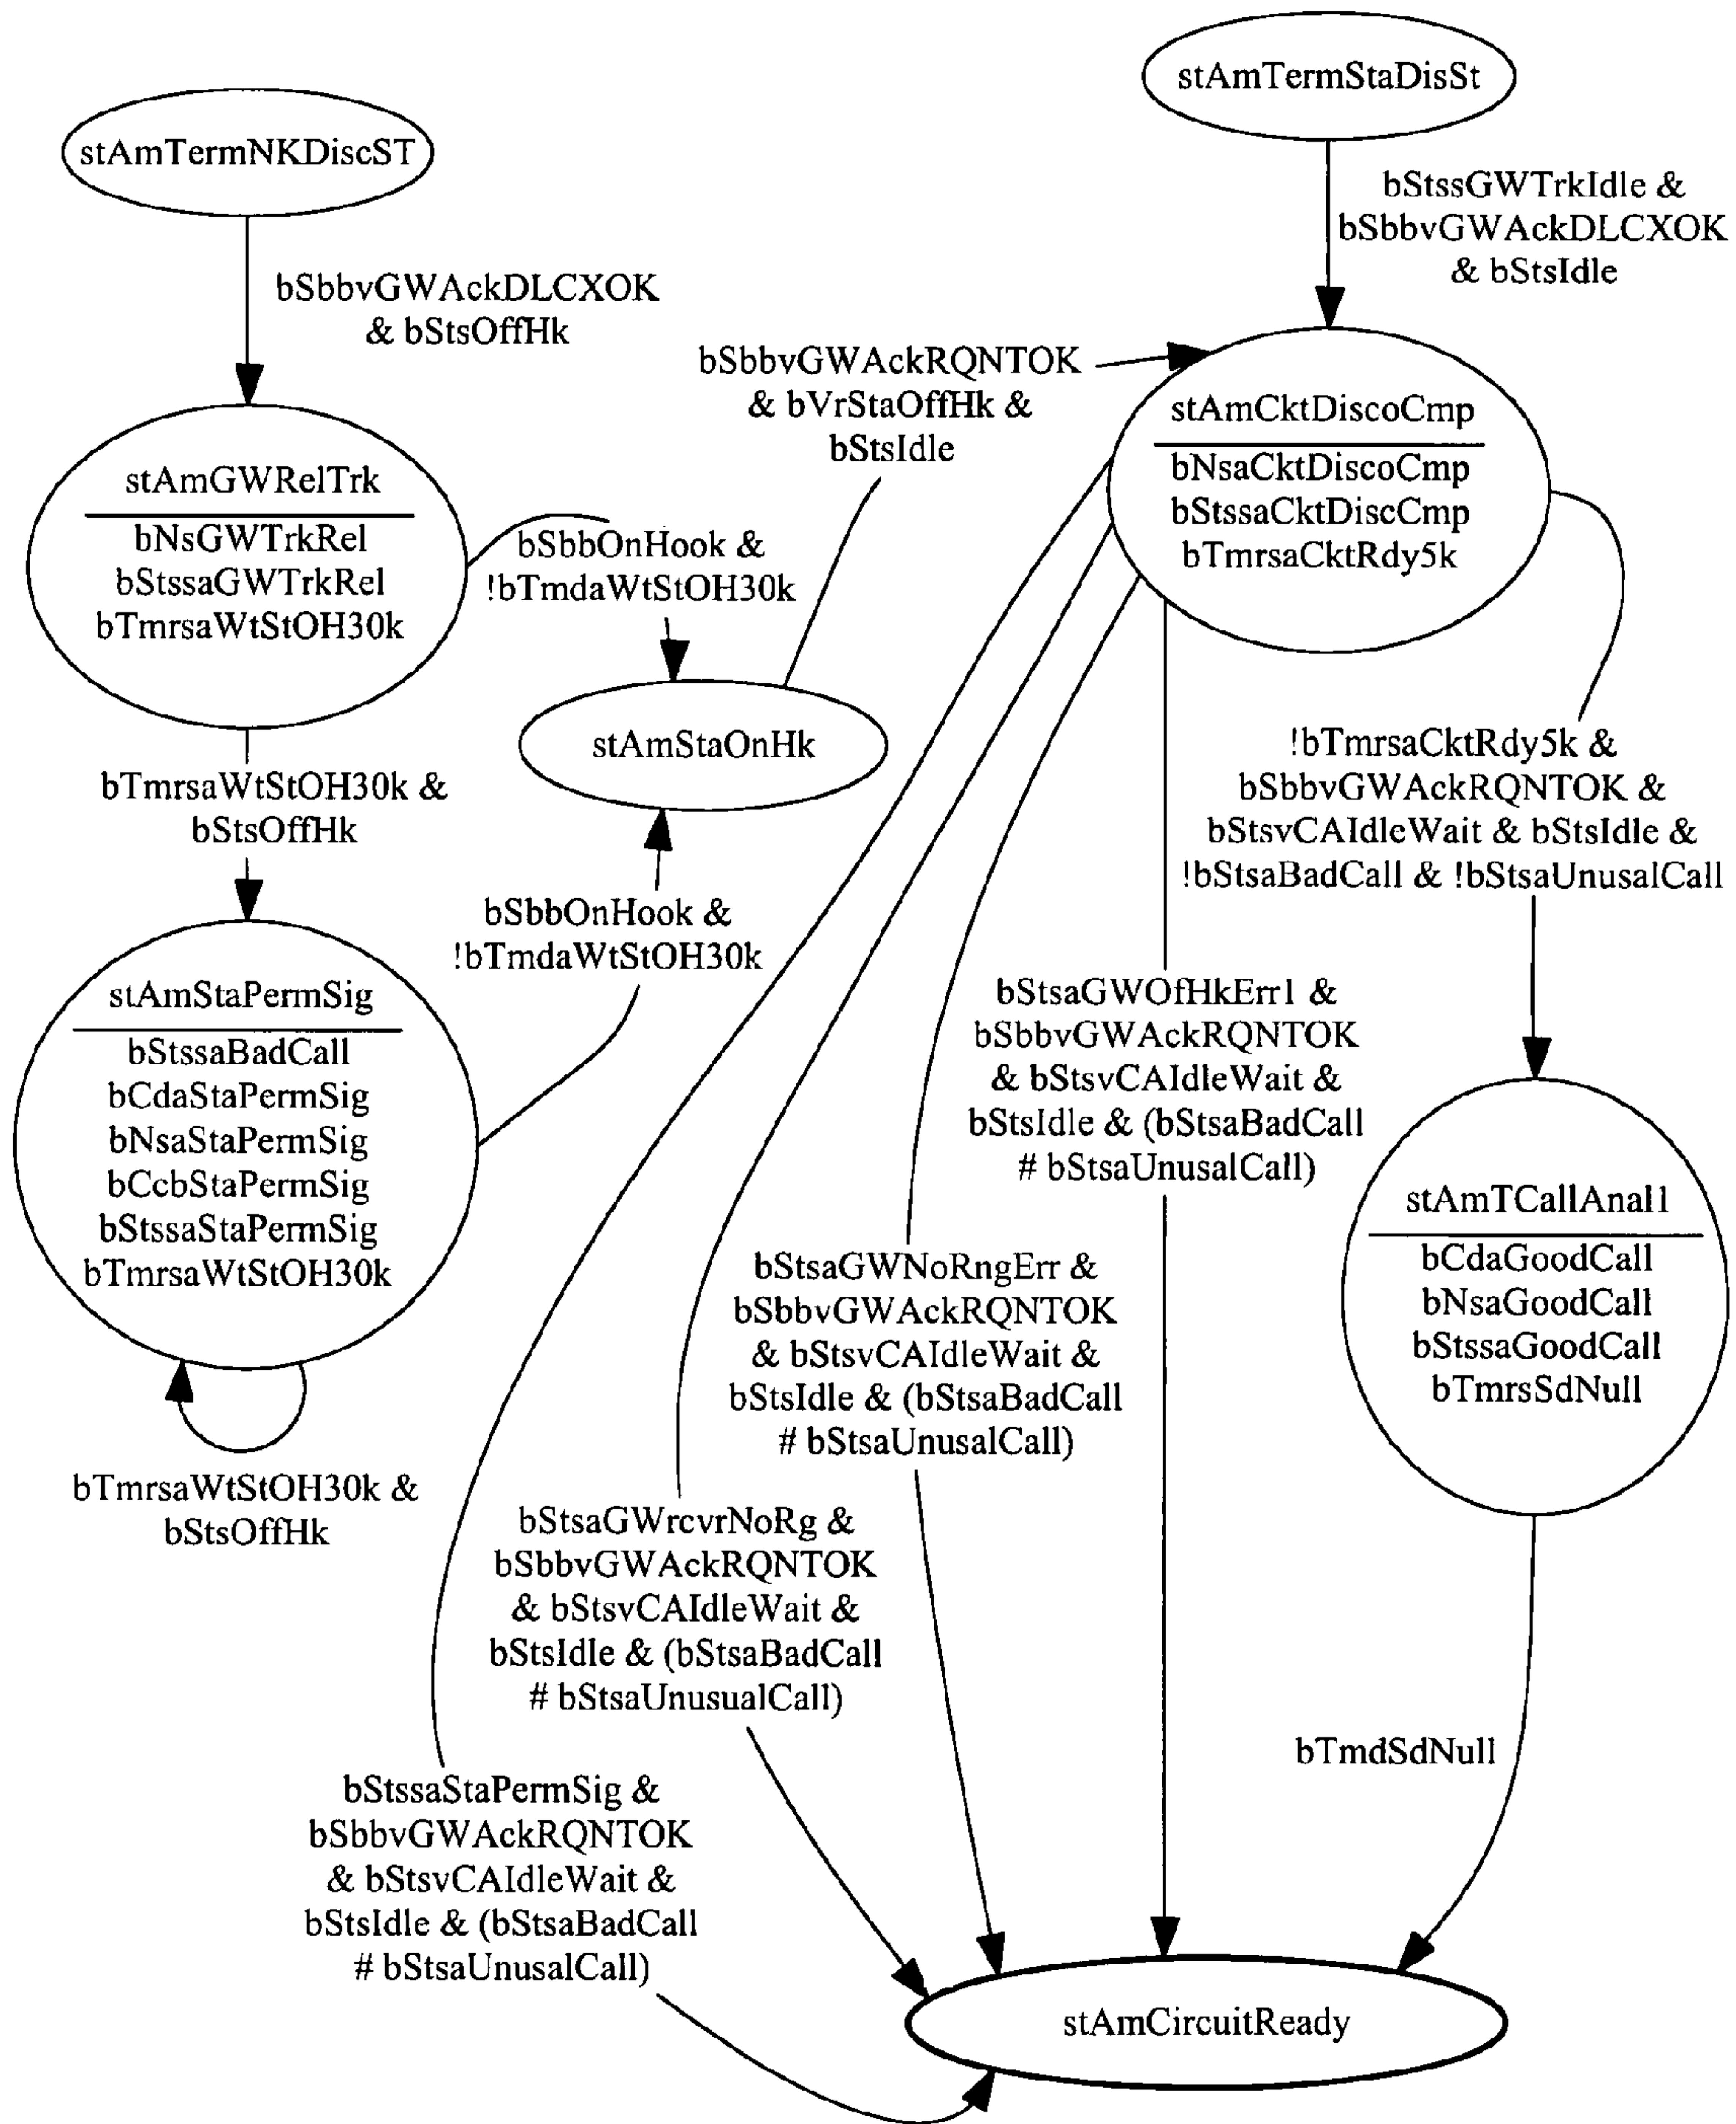 stAmTermStaDisSt
stAmTermNKDiscST
bStssGWTrkIdle &
bSbbvGWAckDLCXOK
& bStsIdle
bSbbvGWAckDLCXOK
& bStsOffHk
bSbbvGWAckRQNTOK
& bVrStaOffHk &
bStsIdle
stAmCktDiscoCmp
bNsaCktDiscoCmp
bStssaCktDiscCmp
bTmrsaCktRdy5k
stAmGWRelTrk
bNsGWTrkRel
bStssaGWTrkRel
bTmrsaWtStOH30k
bSbbOnHook &
!bTmdaWtStOH30k
stAmStaOnHk
bTmrsaWtStOH30k &
bStsOffHk
!bTmrsaCktRdy5k &
bSbbvGWAckRQNTOK &
bStsvCAIdleWait & bStsIdle &
!bStsaBadCall & !bStsaUnusalCall
bSbbOnHook &
!bTmdaWtStOH30k
stAmStaPermSig
bStssaBadCall
bCdaStaPermSig
bNsaStaPermSig
bCcbStaPermSig
bStssaStaPermSig
bTmrsaWtStOH30k
bStsaGWOfHkErr1 &
bSbbvGWAckRQNTOK
& bStsvCAIdleWait &
bStsIdle & (bStsaBadCall
# bStsaUnusalCall)
stAmTCallAnal1
bCdaGoodCall
bNsaGoodCall
bStssaGoodCall
bTmrsSdNull
bStsaGWNoRngErr &
bSbbvGWAckRQNTOK
& bStsvCAIdleWait &
bStsIdle & (bStsaBadCall
# bStsaUnusalCall)
bTmrsaWtStOH30k &
bStsOffHk
bStsaGWrcvrNoRg &
bSbbvGWAckRQNTOK
& bStsvCAIdleWait &
bStsIdle & (bStsaBadCall
# bStsaUnusualCall)
bTmdSdNull
bStssaStaPermSig &
bSbbvGWAckRQNTOK
& bStsvCAIdleWait &
bStsIdle & (bStsaBadCall
# bStsaUnusalCall)
stAmCircuitReady